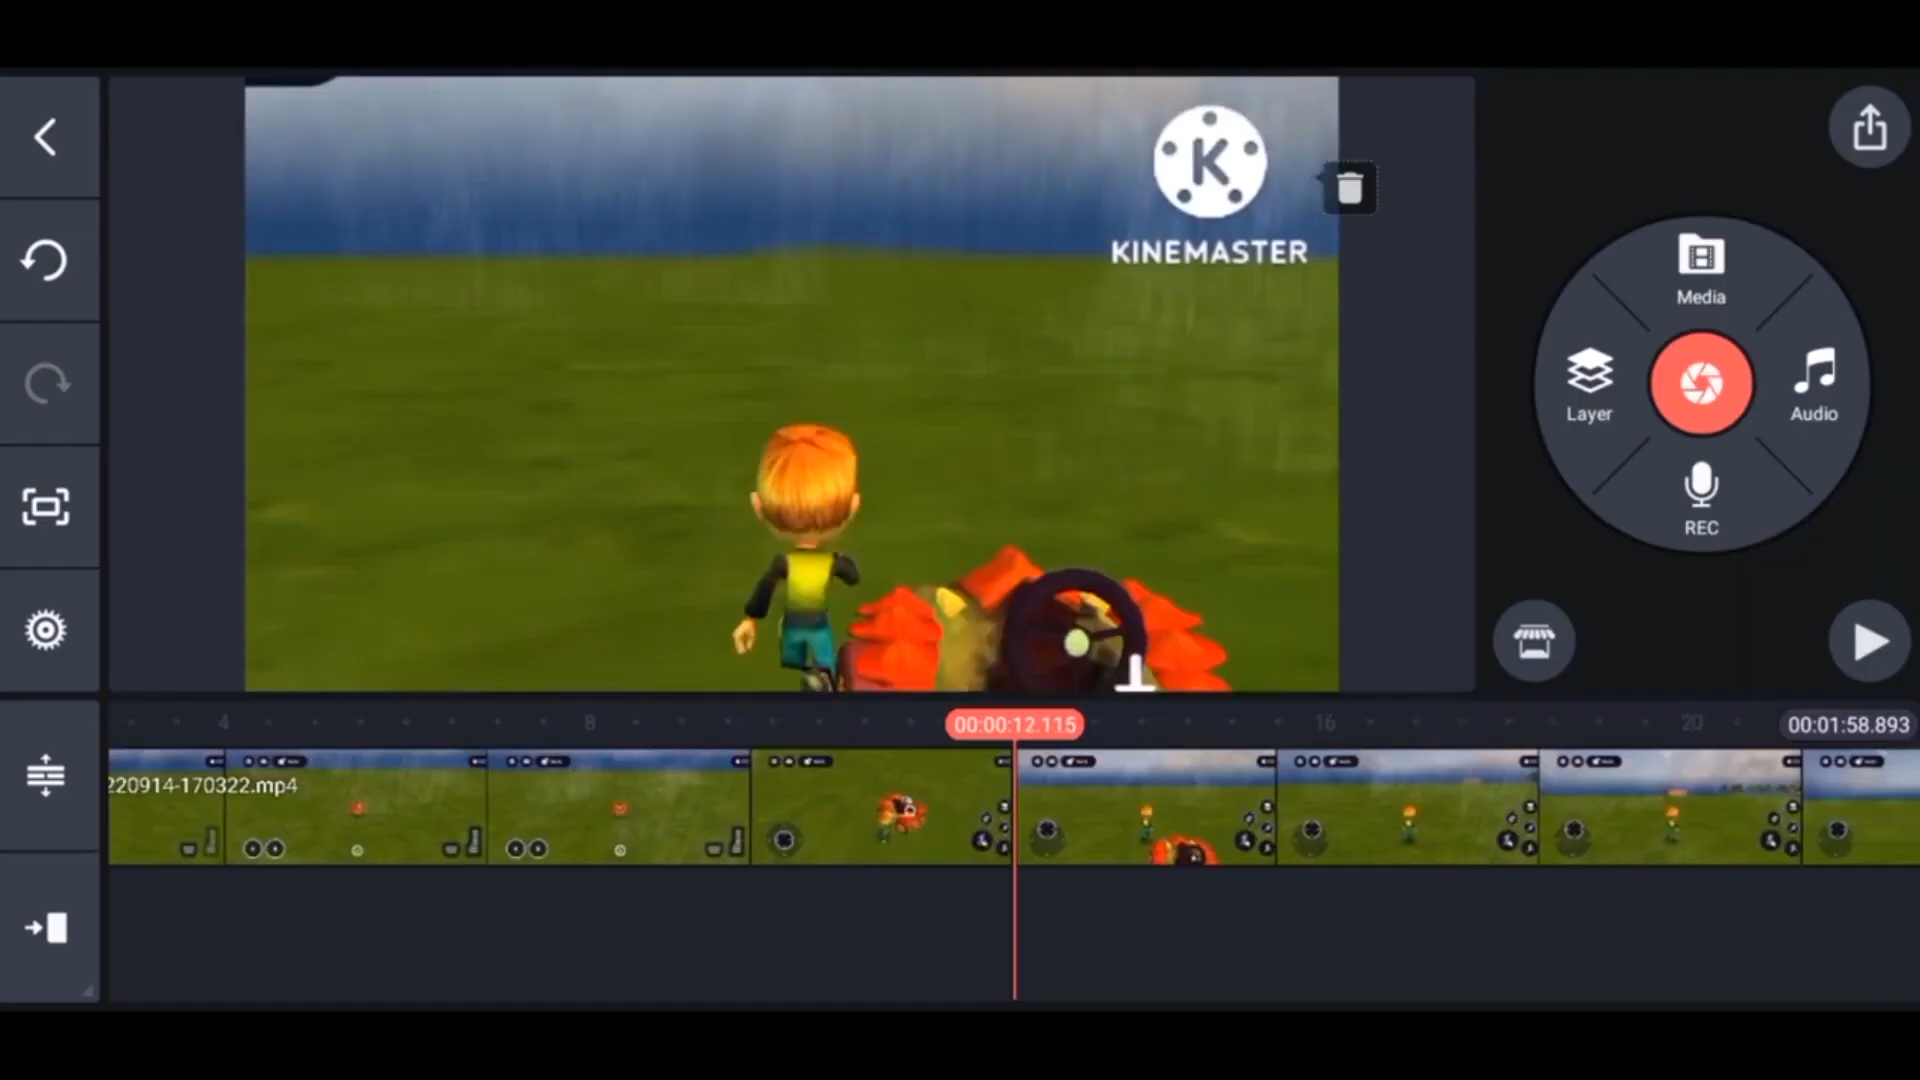 K
KINEMASTER
Media
Layer
Audio
REC
4
8
00:00:12.115
16
20
00:01:58.893
220914-170322.mp4